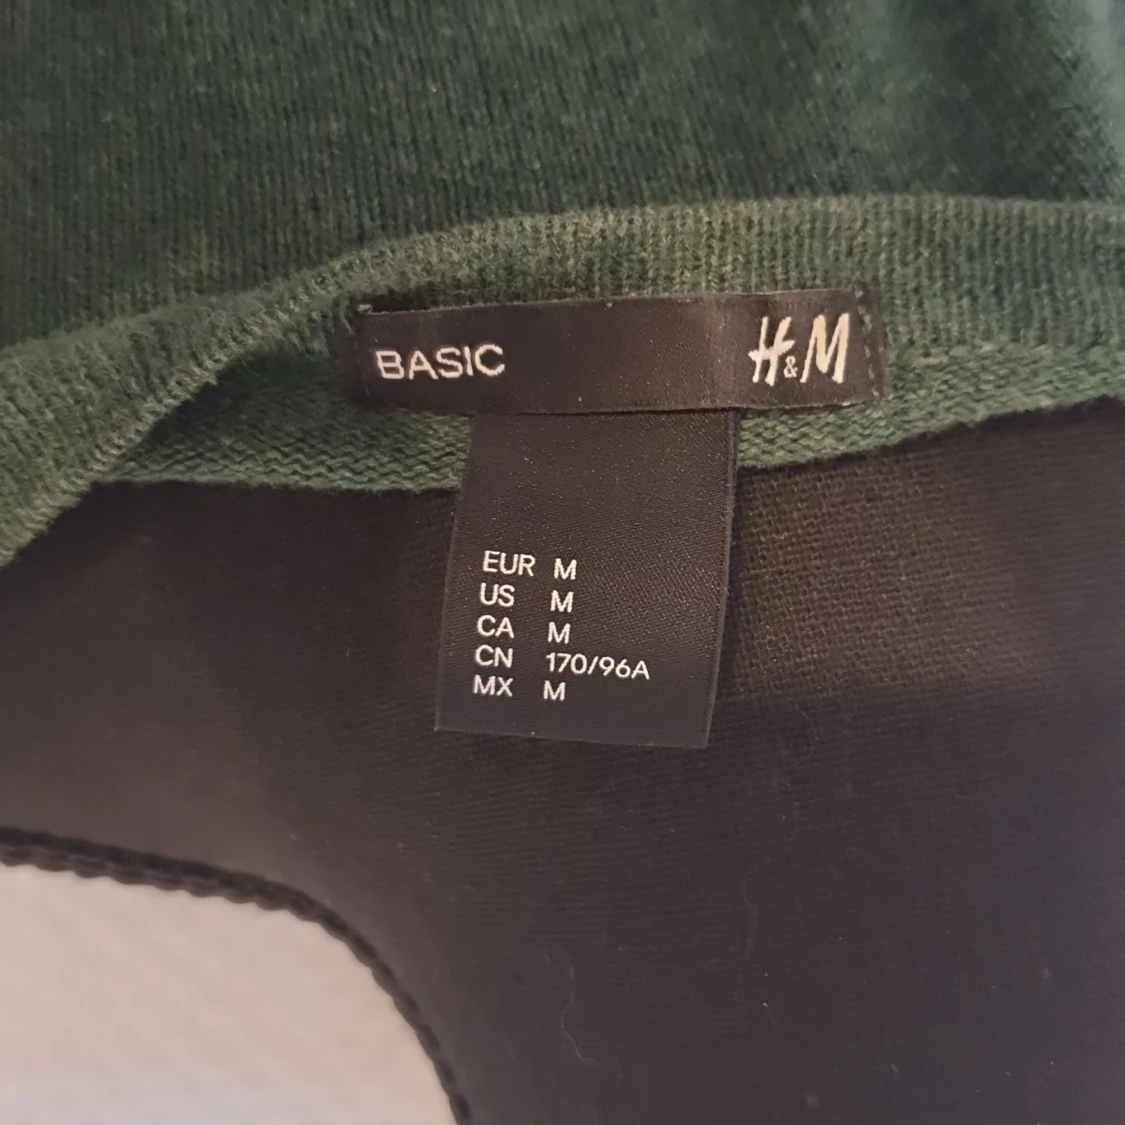 BASIC H&M
EUR M
US M
CA M
CN 170/96A
MX M